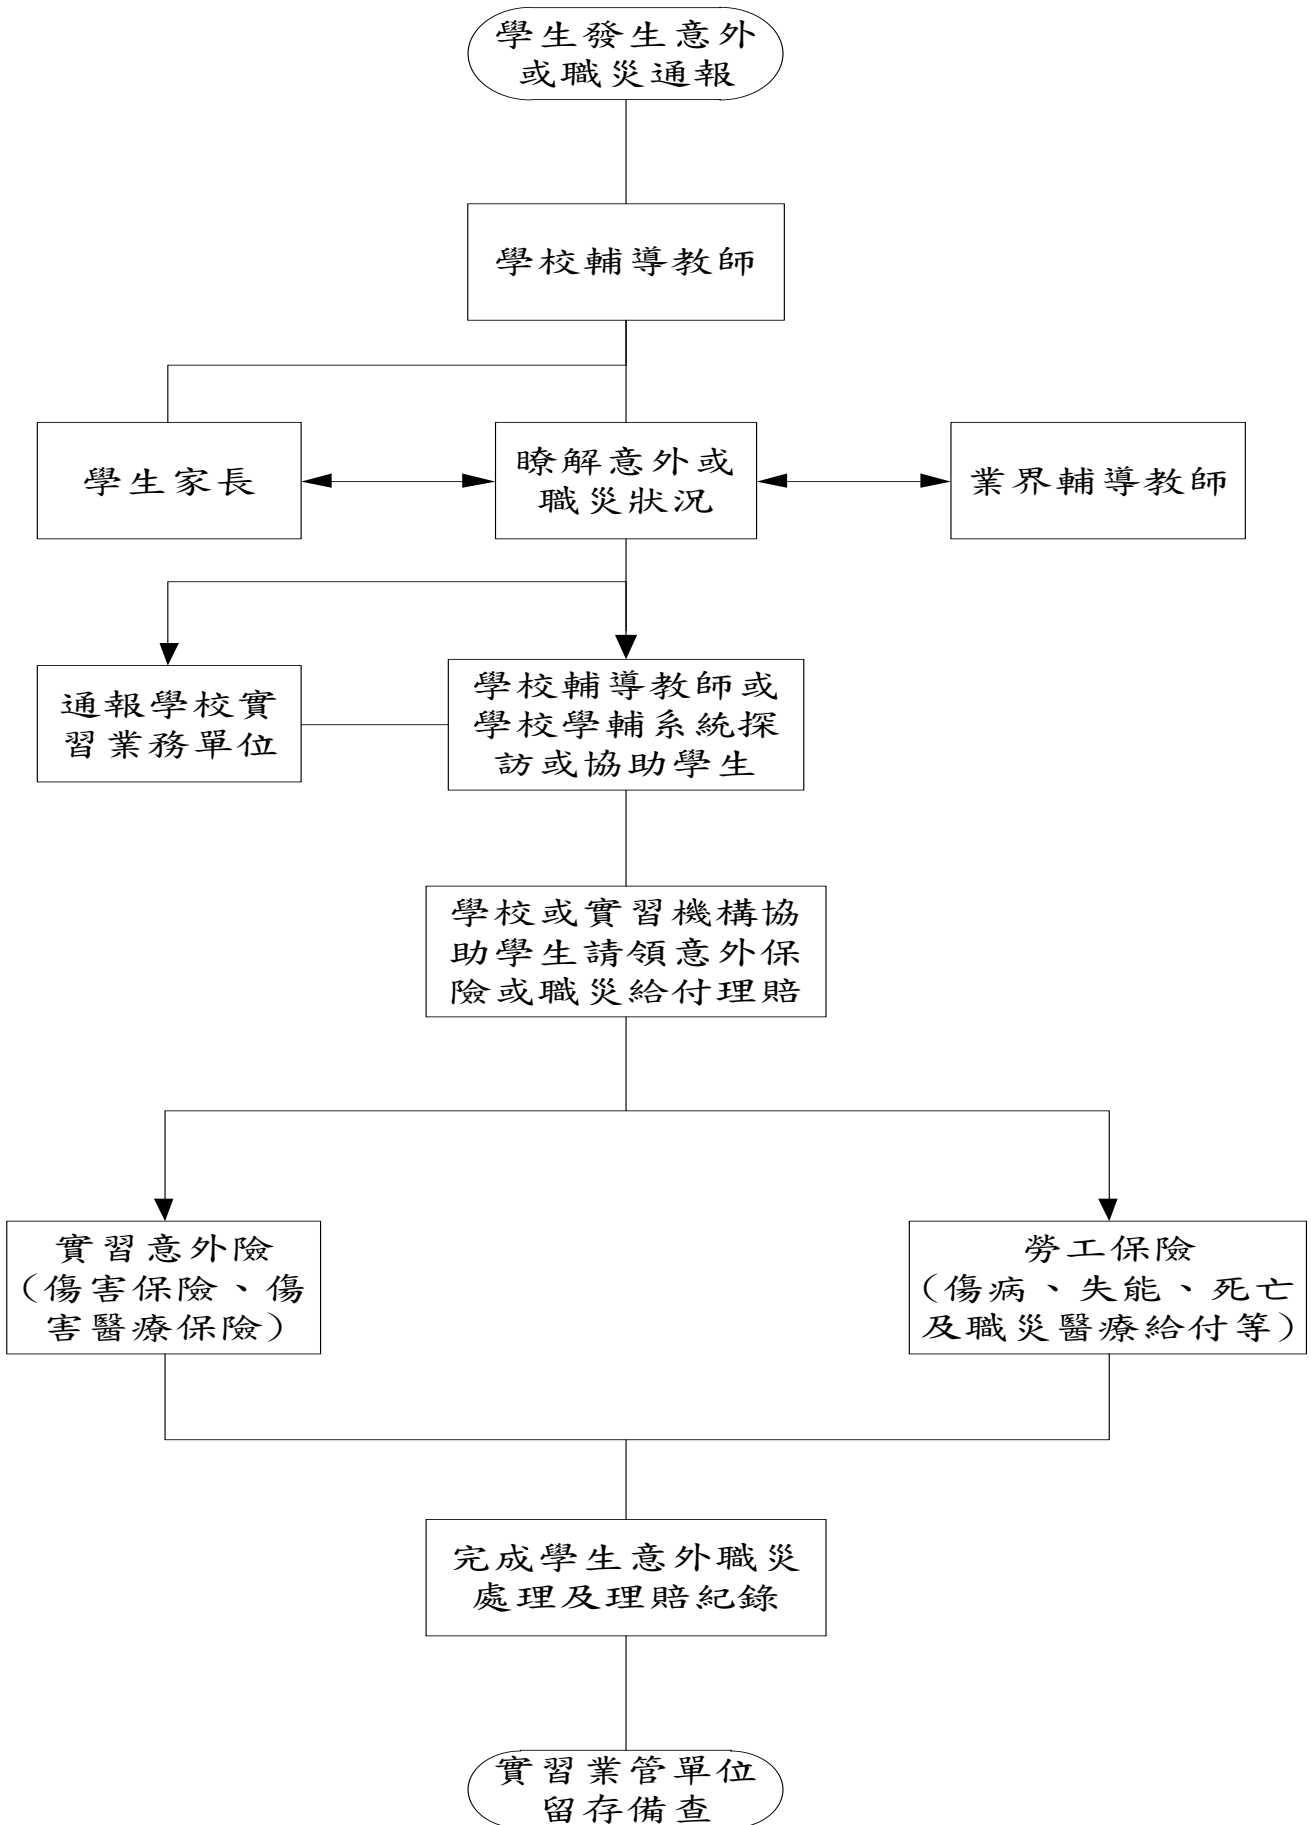 學生發生意外
或職災通報
學校輔導教師
學生家長
瞭解意外或
職災狀況
業界輔導教師
通報學校實
習業務單位
學校輔導教師或
學校學輔系統探
訪或協助學生
學校或實習機構協
助學生請領意外保
險或職災給付理賠
實習意外險
（傷害保險、傷
害醫療保險）
勞工保險
（傷病、失能、死亡
及職災醫療給付等）
完成學生意外職災
處理及理賠紀錄
實習業管單位
留存備查